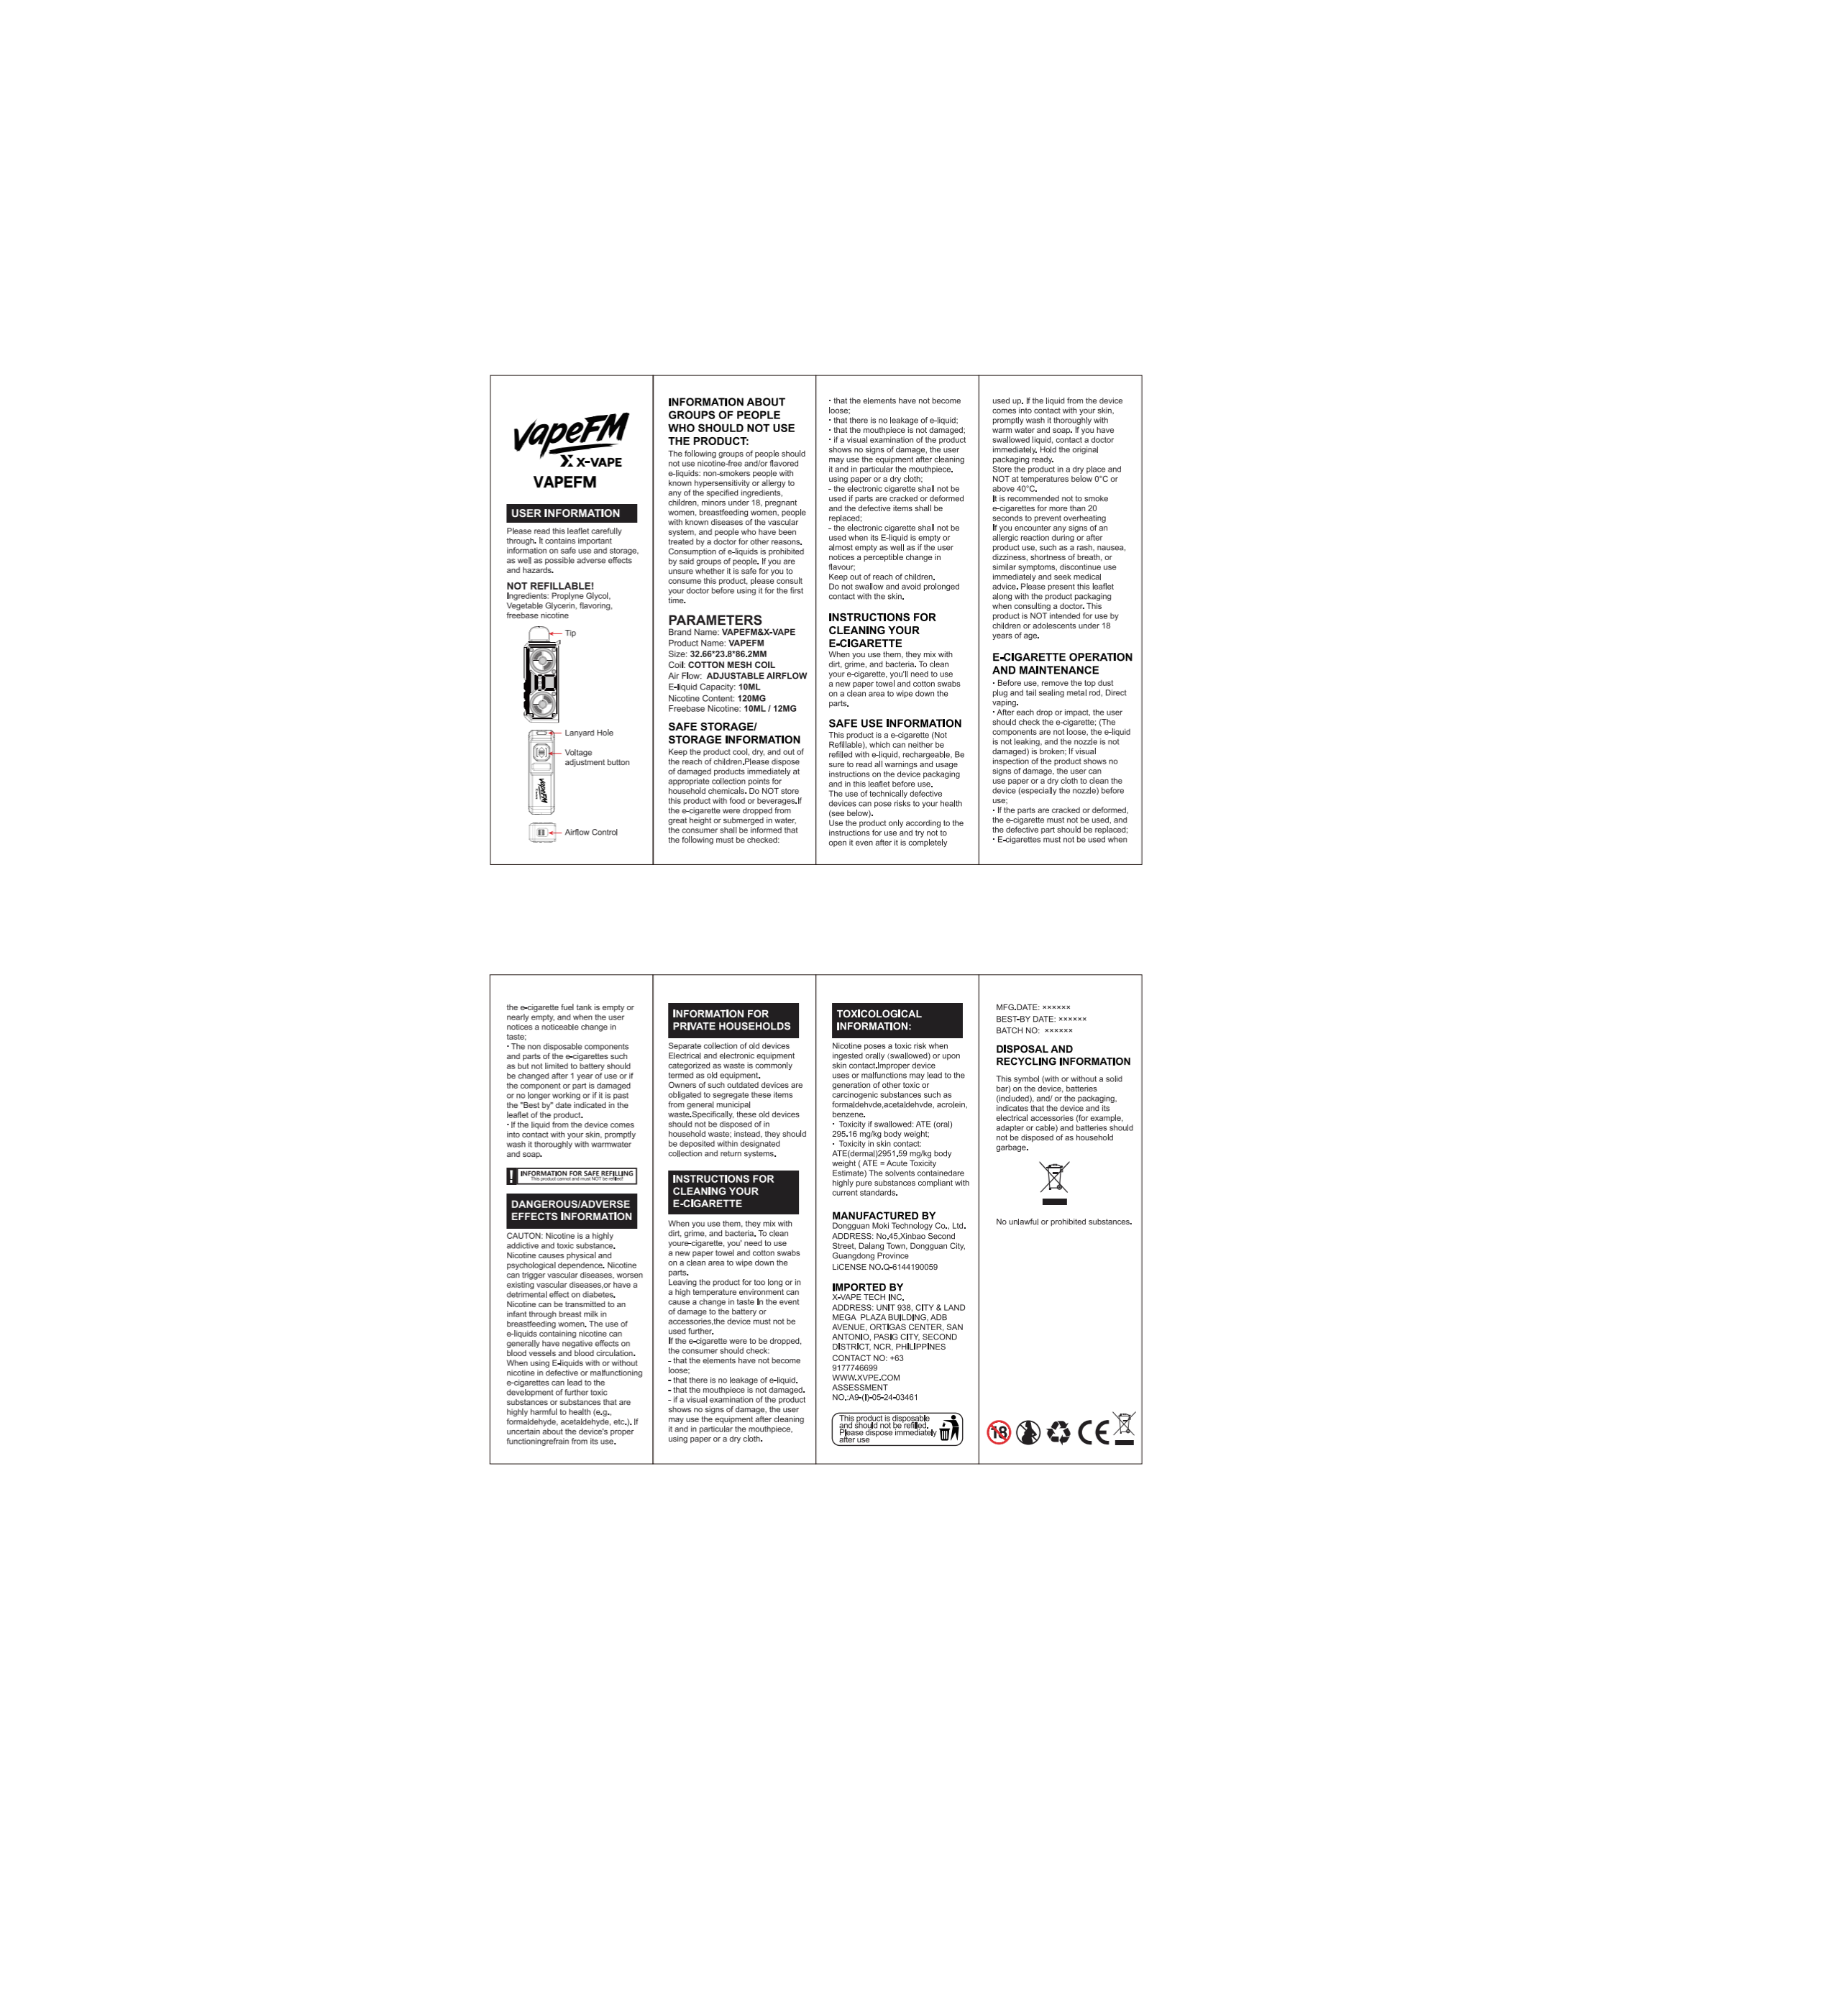 vapeFM
X-VAPE
VAPEFM
USER INFORMATION
Please read this leaflet carefully
through. It contains important
information on safe use and storage,
as well as possible adverse effects
and hazards.
NOT REFILLABLE!
Ingredients: Proplyne Glycol,
Vegetable Glycerin, flavoring,
freebase nicotine
Tip
Lanyard Hole
Voltage
adjustment button
vapeFM
Airflow Control
INFORMATION ABOUT
GROUPS OF PEOPLE
WHO SHOULD NOT USE
THE PRODUCT:
The following groups of people should
not use nicotine-free and/or flavored
e-liquids: non-smokers people with
known hypersensitivity or allergy to
any of the specified ingredients,
children, minors under 18, pregnant
women, breastfeeding women, people
with known diseases of the vascular
system, and people who have been
treated by a doctor for other reasons.
Consumption of e-liquids is prohibited
by said groups of people. If you are
unsure whether it is safe for you to
consume this product, please consult
your doctor before using it for the first
time.
PARAMETERS
Brand Name: VAPEFM&X-VAPE
Product Name: VAPEFM
Size: 32.66*23.8*86.2MM
Coil: COTTON MESH COIL
Air Flow: ADJUSTABLE AIRFLOW
E-liquid Capacity: 10ML
Nicotine Content: 120MG
Freebase Nicotine: 10ML / 12MG
SAFE STORAGE/
STORAGE INFORMATION
Keep the product cool, dry, and out of
the reach of children.Please dispose
of damaged products immediately at
appropriate collection points for
household chemicals. Do NOT store
this product with food or beverages.If
the e-cigarette were dropped from
great height or submerged in water,
the consumer shall be informed that
the following must be checked:
· that the elements have not become
loose;
· that there is no leakage of e-liquid;
· that the mouthpiece is not damaged;
· if a visual examination of the product
shows no signs of damage, the user
may use the equipment after cleaning
it and in particular the mouthpiece,
using paper or a dry cloth;
- the electronic cigarette shall not be
used if parts are cracked or deformed
and the defective items shall be
replaced;
- the electronic cigarette shall not be
used when its E-liquid is empty or
almost empty as well as if the user
notices a perceptible change in
flavour;
Keep out of reach of children.
Do not swallow and avoid prolonged
contact with the skin.
INSTRUCTIONS FOR
CLEANING YOUR
E-CIGARETTE
When you use them, they mix with
dirt, grime, and bacteria. To clean
your e-cigarette, you'll need to use
a new paper towel and cotton swabs
on a clean area to wipe down the
parts.
SAFE USE INFORMATION
This product is a e-cigarette (Not
Refillable), which can neither be
refilled with e-liquid, rechargeable, Be
sure to read all warnings and usage
instructions on the device packaging
and in this leaflet before use.
The use of technically defective
devices can pose risks to your health
(see below).
Use the product only according to the
instructions for use and try not to
open it even after it is completely
used up. If the liquid from the device
comes into contact with your skin,
promptly wash it thoroughly with
warm water and soap. If you have
swallowed liquid, contact a doctor
immediately. Hold the original
packaging ready.
Store the product in a dry place and
NOT at temperatures below 0°C or
above 40°C.
It is recommended not to smoke
e-cigarettes for more than 20
seconds to prevent overheating
If you encounter any signs of an
allergic reaction during or after
product use, such as a rash, nausea,
dizziness, shortness of breath, or
similar symptoms, discontinue use
immediately and seek medical
advice. Please present this leaflet
along with the product packaging
when consulting a doctor. This
product is NOT intended for use by
children or adolescents under 18
years of age.
E-CIGARETTE OPERATION
AND MAINTENANCE
· Before use, remove the top dust
plug and tail sealing metal rod, Direct
vaping.
· After each drop or impact, the user
should check the e-cigarette; (The
components are not loose, the e-liquid
is not leaking, and the nozzle is not
damaged) is broken; If visual
inspection of the product shows no
signs of damage, the user can
use paper or a dry cloth to clean the
device (especially the nozzle) before
use;
· If the parts are cracked or deformed,
the e-cigarette must not be used, and
the defective part should be replaced;
· E-cigarettes must not be used when
the e-cigarette fuel tank is empty or
nearly empty, and when the user
notices a noticeable change in
taste;
· The non disposable components
and parts of the e-cigarettes such
as but not limited to battery should
be changed after 1 year of use or if
the component or part is damaged
or no longer working or if it is past
the "Best by" date indicated in the
leaflet of the product.
· If the liquid from the device comes
into contact with your skin, promptly
wash it thoroughly with warmwater
and soap.
! INFORMATION FOR SAFE REFILLING
This product cannot and must NOT be refilled!
DANGEROUS/ADVERSE
EFFECTS INFORMATION
CAUTON: Nicotine is a highly
addictive and toxic substance.
Nicotine causes physical and
psychological dependence. Nicotine
can trigger vascular diseases, worsen
existing vascular diseases,or have a
detrimental effect on diabetes.
Nicotine can be transmitted to an
infant through breast milk in
breastfeeding women. The use of
e-liquids containing nicotine can
generally have negative effects on
blood vessels and blood circulation.
When using E-liquids with or without
nicotine in defective or malfunctioning
e-cigarettes can lead to the
development of further toxic
substances or substances that are
highly harmful to health (e.g.,
formaldehyde, acetaldehyde, etc.). If
uncertain about the device's proper
functioningrefrain from its use.
INFORMATION FOR
PRIVATE HOUSEHOLDS
Separate collection of old devices
Electrical and electronic equipment
categorized as waste is commonly
termed as old equipment.
Owners of such outdated devices are
obligated to segregate these items
from general municipal
waste.Specifically, these old devices
should not be disposed of in
household waste; instead, they should
be deposited within designated
collection and return systems.
INSTRUCTIONS FOR
CLEANING YOUR
E-CIGARETTE
When you use them, they mix with
dirt, grime, and bacteria. To clean
youre-cigarette, you' need to use
a new paper towel and cotton swabs
on a clean area to wipe down the
parts.
Leaving the product for too long or in
a high temperature environment can
cause a change in taste In the event
of damage to the battery or
accessories,the device must not be
used further.
If the e-cigarette were to be dropped,
the consumer should check:
- that the elements have not become
loose;
- that there is no leakage of e-liquid.
- that the mouthpiece is not damaged.
- if a visual examination of the product
shows no signs of damage, the user
may use the equipment after cleaning
it and in particular the mouthpiece,
using paper or a dry cloth.
TOXICOLOGICAL
INFORMATION:
Nicotine poses a toxic risk when
ingested orally (swallowed) or upon
skin contact.Improper device
uses or malfunctions may lead to the
generation of other toxic or
carcinogenic substances such as
formaldehvde,acetaldehvde, acrolein,
benzene.
· Toxicity if swallowed: ATE (oral)
295.16 mg/kg body weight;
· Toxicity in skin contact:
ATE(dermal)2951.59 mg/kg body
weight ( ATE = Acute Toxicity
Estimate) The solvents containedare
highly pure substances compliant with
current standards.
MANUFACTURED BY
Dongguan Moki Technology Co., Ltd.
ADDRESS: No.45,Xinbao Second
Street, Dalang Town, Dongguan City,
Guangdong Province
LiCENSE NO.Q-6144190059
IMPORTED BY
X-VAPE TECH INC.
ADDRESS: UNIT 938, CITY & LAND
MEGA PLAZA BUILDING, ADB
AVENUE, ORTIGAS CENTER, SAN
ANTONIO, PASIG CITY, SECOND
DISTRICT, NCR, PHILIPPINES
CONTACT NO: +63
9177746699
WWW.XVPE.COM
ASSESSMENT
NO.:A9-(I)-05-24-03461
This product is disposable
and should not be refilled.
Please dispose immediately
after use
MFG.DATE: ××××××
BEST-BY DATE: ××××××
BATCH NO: ××××××
DISPOSAL AND
RECYCLING INFORMATION
This symbol (with or without a solid
bar) on the device, batteries
(included), and/ or the packaging,
indicates that the device and its
electrical accessories (for example,
adapter or cable) and batteries should
not be disposed of as household
garbage.
No unlawful or prohibited substances.
18
CE